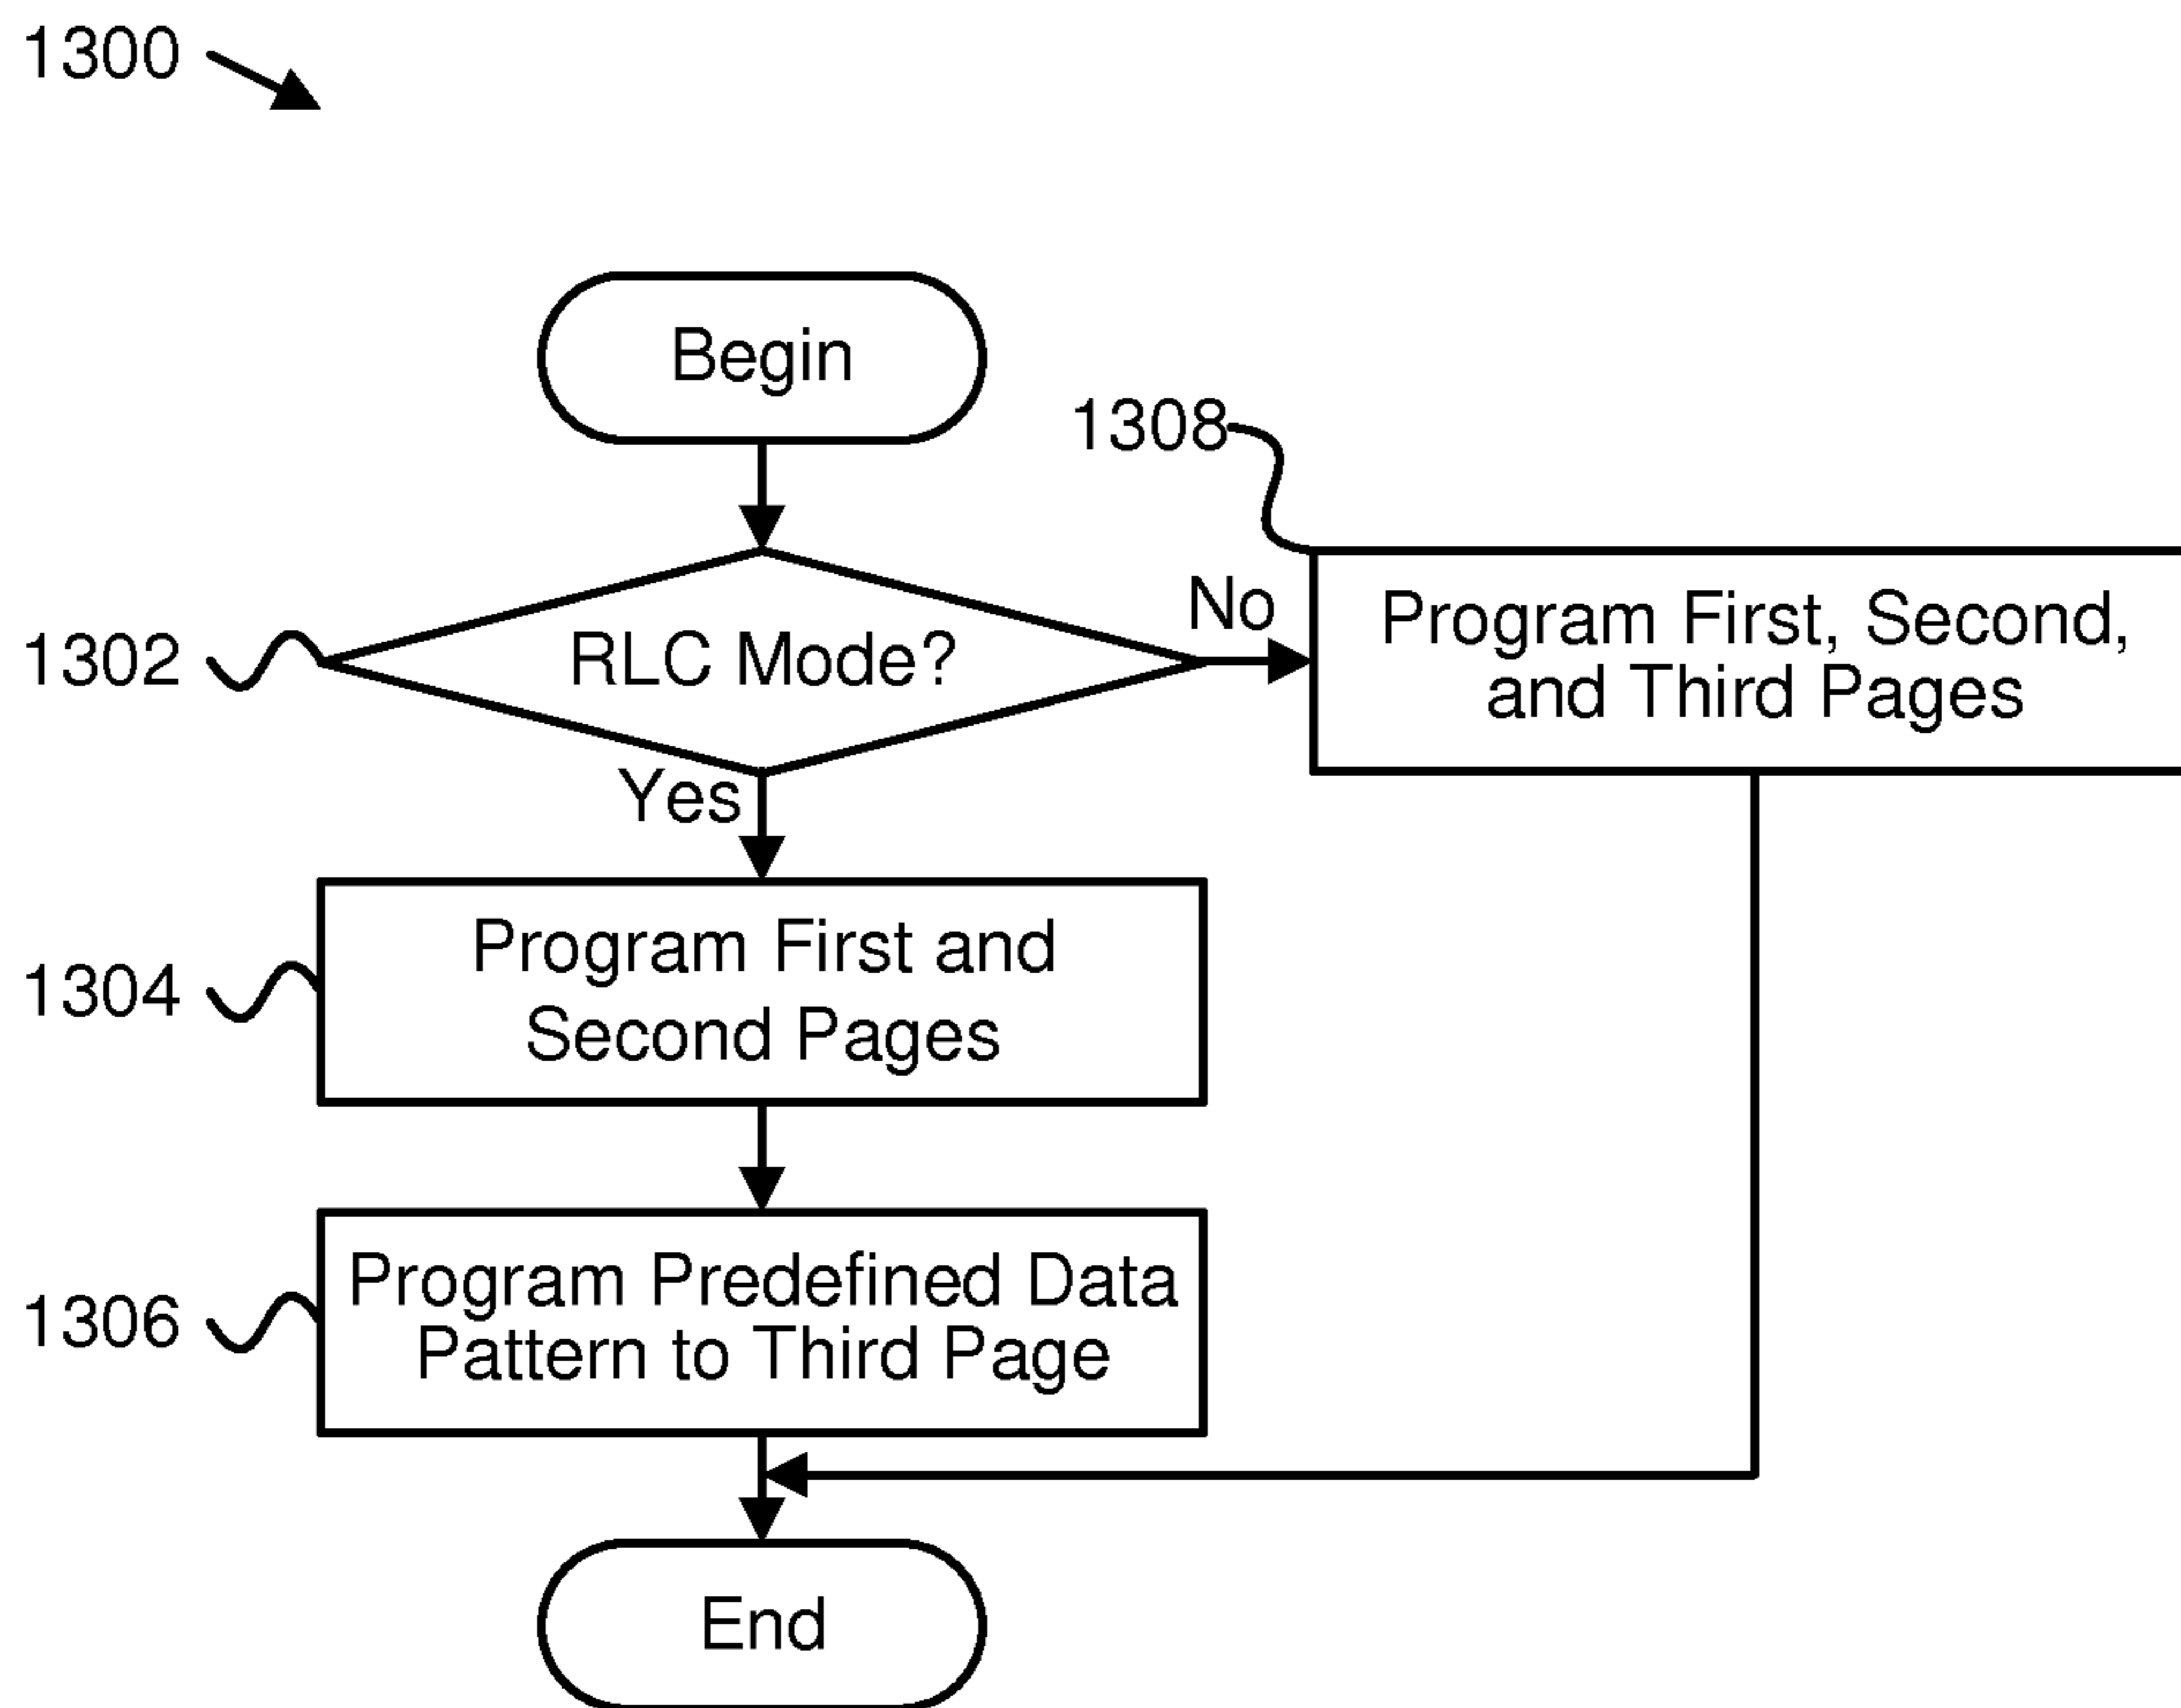 1300
Begin
1308
No
Program First, Second,
and Third Pages
1302
RLC Mode?
Yes
Program First and
1304
Second Pages
Program Predefined Data
1306
Pattern to Third Page
End